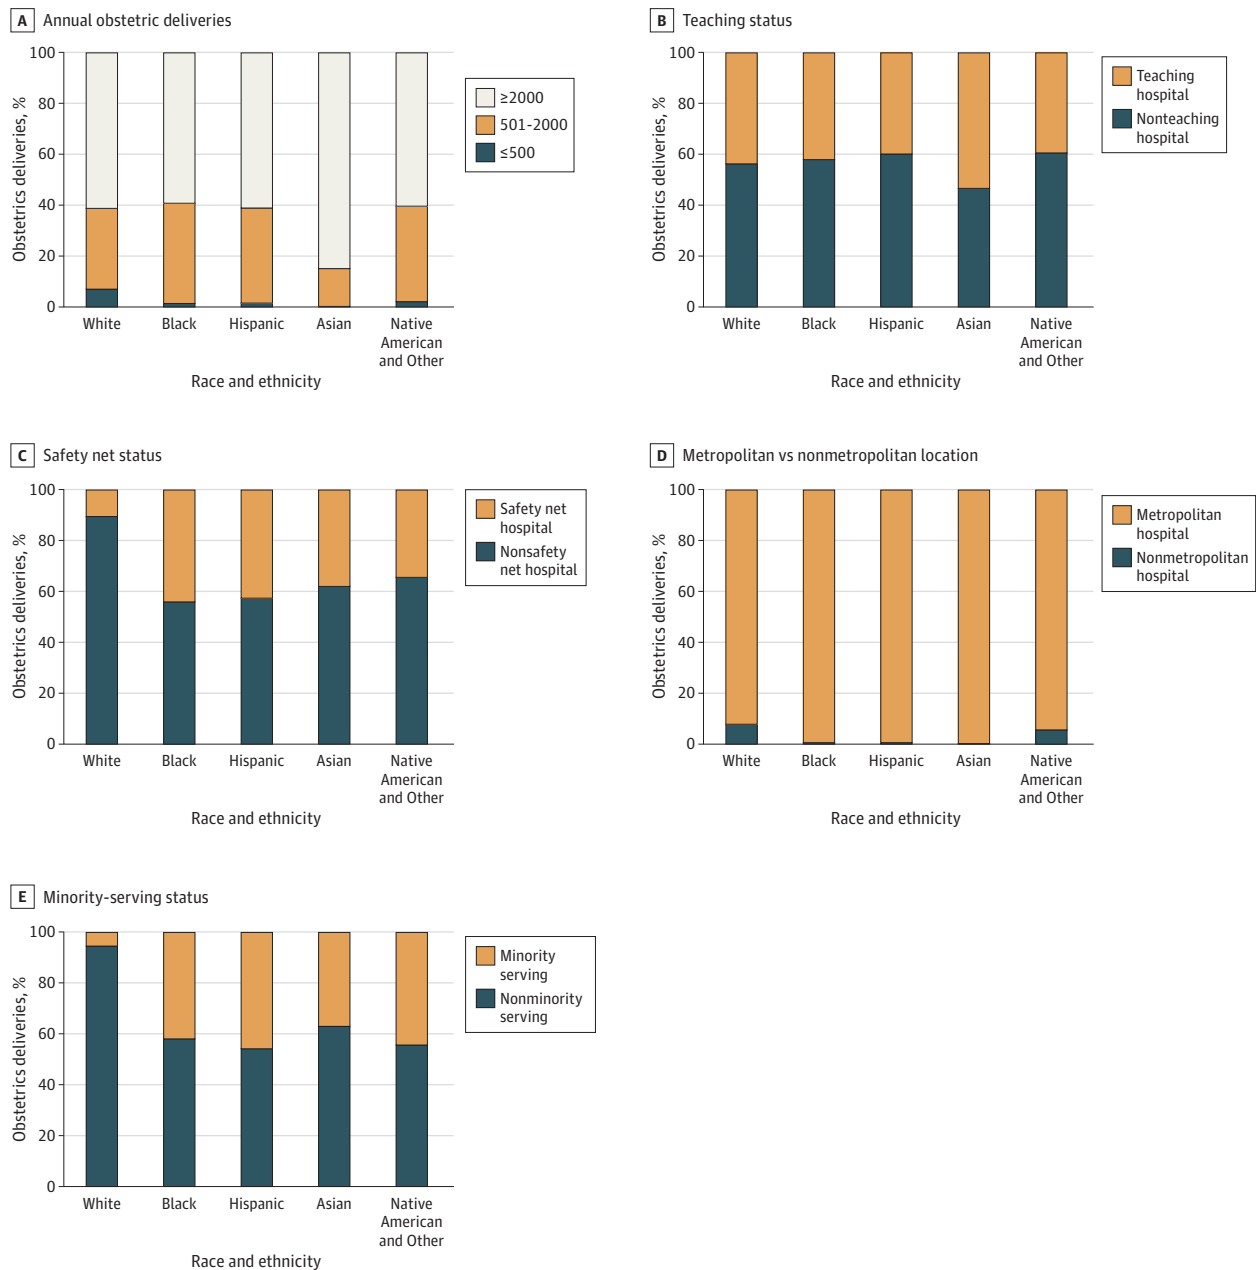 A Annual obstetric deliveries
Obstetrics deliveries, %
100
80
60
40
20
0
White
Black
Hispanic
Asian
Native
American
and Other
Race and ethnicity
≥2000
501-2000
≤500
B Teaching status
Obstetrics deliveries, %
100
80
60
40
20
0
White
Black
Hispanic
Asian
Native
American
and Other
Race and ethnicity
Teaching
hospital
Nonteaching
hospital
C Safety net status
Obstetrics deliveries, %
100
80
60
40
20
0
White
Black
Hispanic
Asian
Native
American
and Other
Race and ethnicity
Safety net
hospital
Nonsafety
net hospital
D Metropolitan vs nonmetropolitan location
Obstetrics deliveries, %
100
80
60
40
20
0
White
Black
Hispanic
Asian
Native
American
and Other
Race and ethnicity
Metropolitan
hospital
Nonmetropolitan
hospital
E Minority-serving status
Obstetrics deliveries, %
100
80
60
40
20
0
White
Black
Hispanic
Asian
Native
American
and Other
Race and ethnicity
Minority
serving
Nonminority
serving